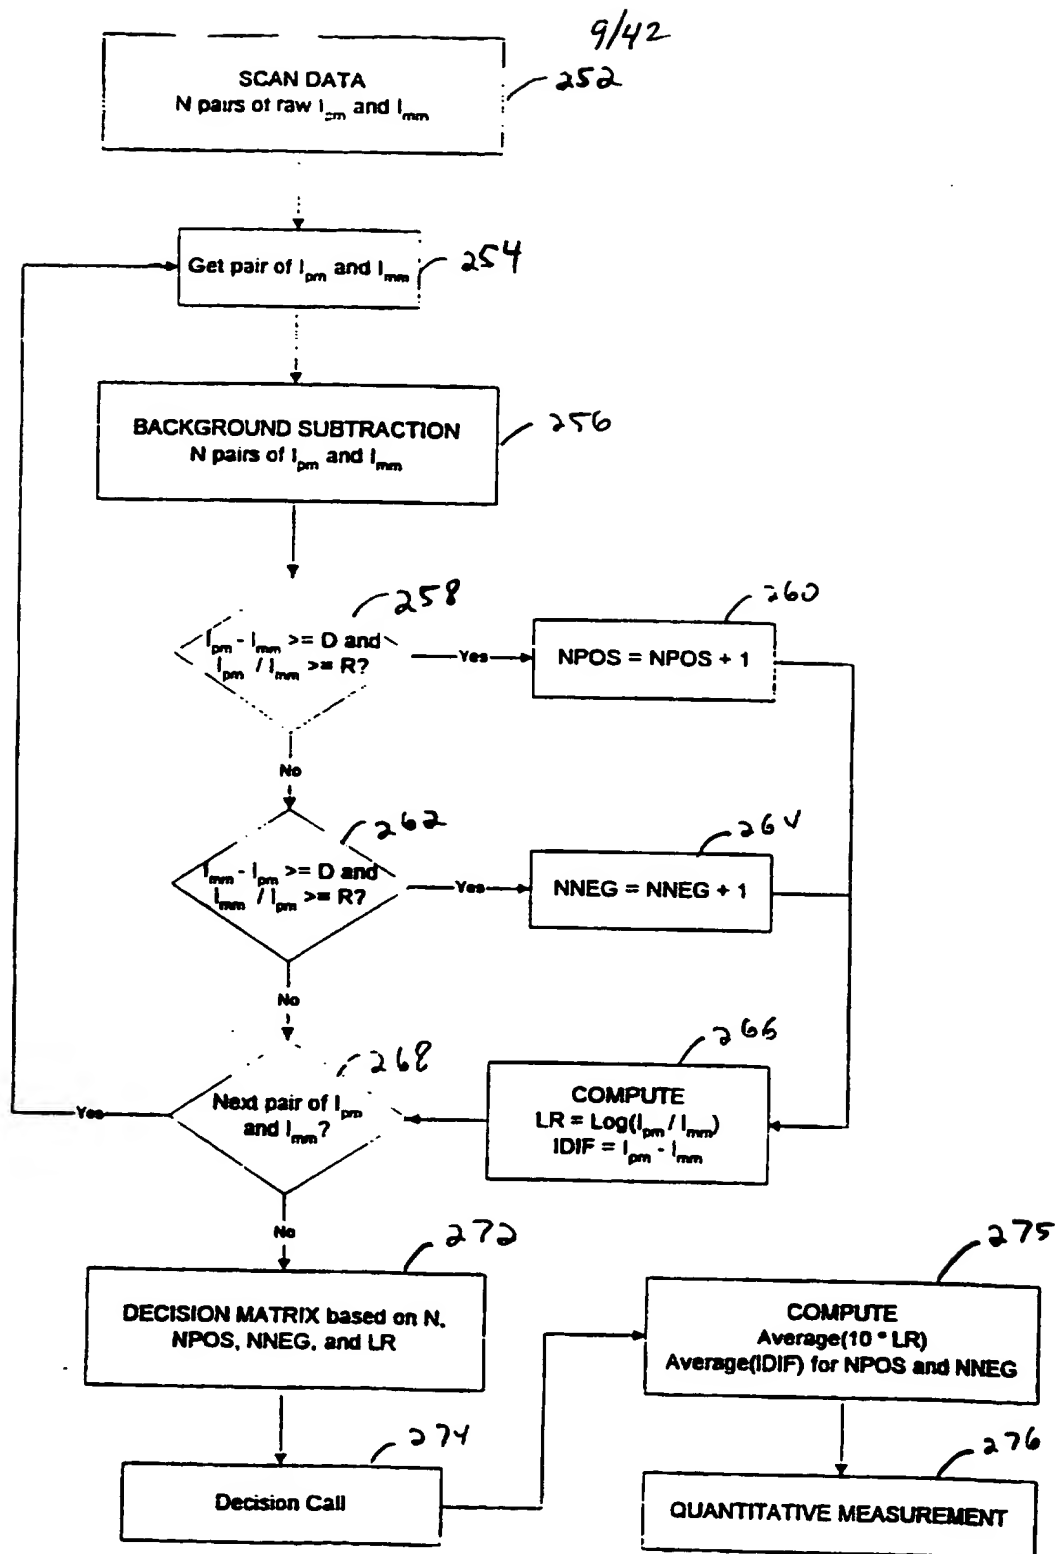 9/42
SCAN DATA
N pairs of raw I_pm and I_mm
252
Get pair of I_pm and I_mm
254
BACKGROUND SUBTRACTION
N pairs of I_pm and I_mm
256
258
I_pm - I_mm >= D and
I_pm / I_mm >= R?
Yes
260
NPOS = NPOS + 1
No
262
I_mm - I_pm >= D and
I_mm / I_pm >= R?
Yes
264
NNEG = NNEG + 1
No
268
Next pair of I_pm
and I_mm?
Yes
266
COMPUTE
LR = Log(I_pm / I_mm)
IDIF = I_pm - I_mm
No
272
DECISION MATRIX based on N,
NPOS, NNEG, and LR
274
Decision Call
275
COMPUTE
Average(10 * LR)
Average(IDIF) for NPOS and NNEG
276
QUANTITATIVE MEASUREMENT